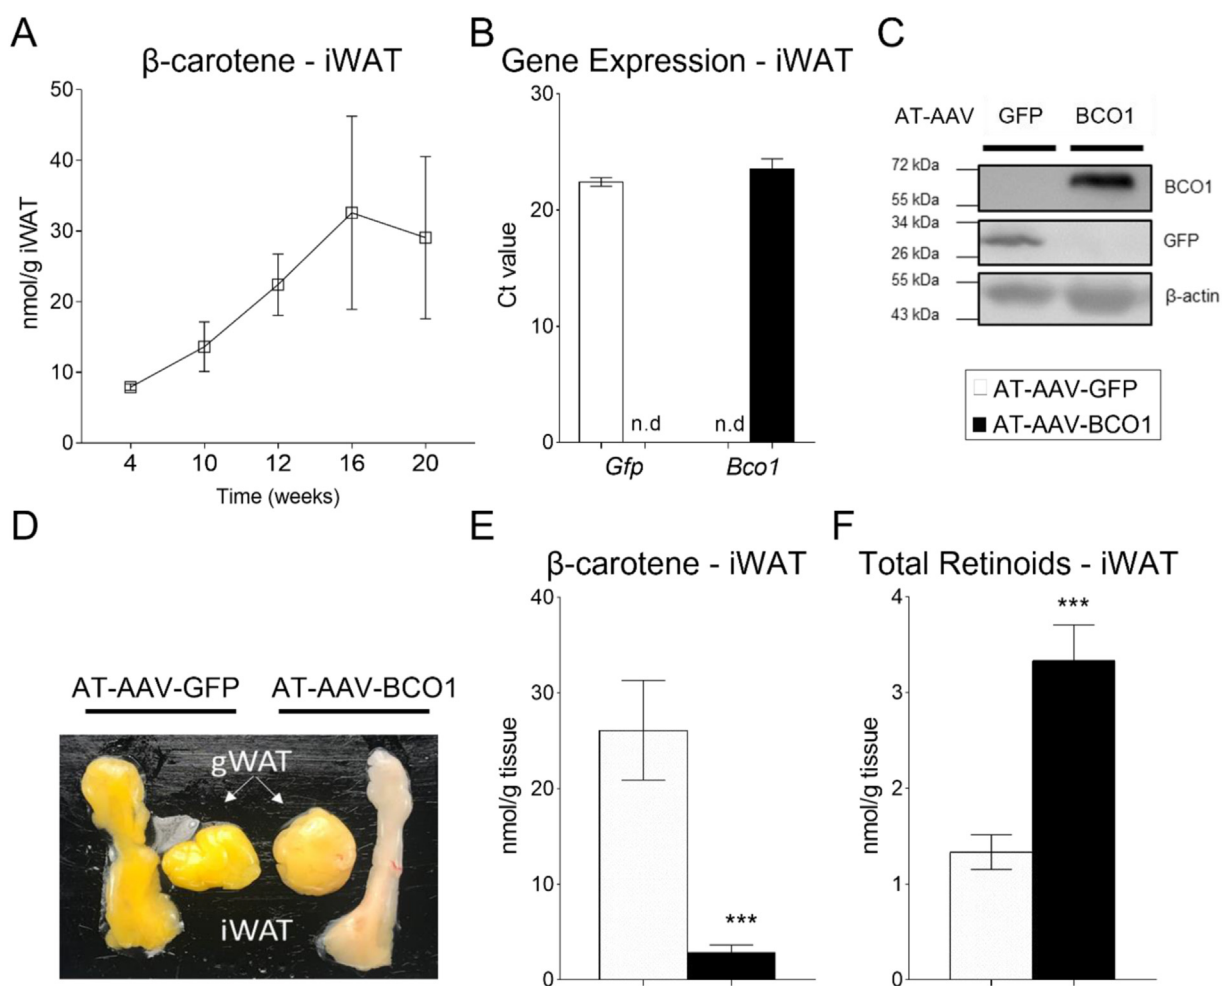 A
β-carotene - iWAT
nmol/g iWAT
50
40
30
20
10
0
4 10 12 16 20
Time (weeks)
B
Gene Expression - iWAT
Ct value
30
20
10
0
n.d n.d
Gfp Bco1
C
AT-AAV GFP BCO1
72 kDa
55 kDa
BCO1
34 kDa
26 kDa
GFP
55 kDa
43 kDa
β-actin
AT-AAV-GFP
AT-AAV-BCO1
D
AT-AAV-GFP AT-AAV-BCO1
gWAT
iWAT
E
β-carotene - iWAT
nmol/g tissue
40
30
20
10
0
***
F
Total Retinoids - iWAT
nmol/g tissue
4
3
2
1
0
***